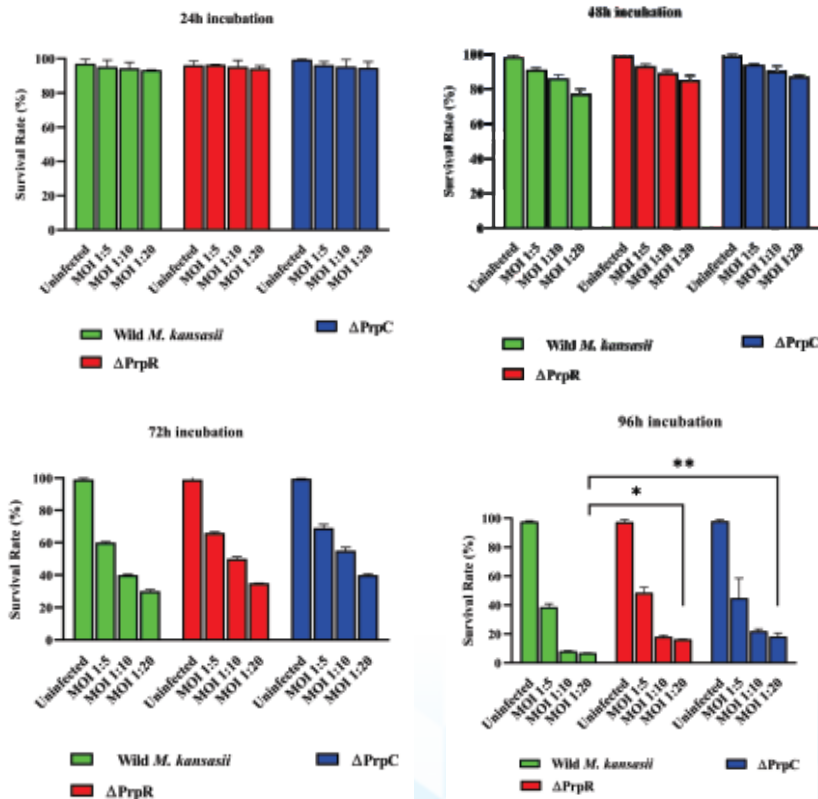 24h incubation
Survival Rate (%)
100
80
60
40
20
0
Uninfected
MOI 1:5
MOI 1:10
MOI 1:20
Uninfected
MOI 1:5
MOI 1:10
MOI 1:20
Uninfected
MOI 1:5
MOI 1:10
MOI 1:20
Wild M. kansasii
ΔPrpC
ΔPrpR
48h incubation
Survival Rate (%)
100
80
60
40
20
0
Uninfected
MOI 1:5
MOI 1:10
MOI 1:20
Uninfected
MOI 1:5
MOI 1:10
MOI 1:20
Uninfected
MOI 1:5
MOI 1:10
MOI 1:20
Wild M. kansasii
ΔPrpC
ΔPrpR
72h incubation
Survival Rate (%)
100
80
60
40
20
0
Uninfected
MOI 1:5
MOI 1:10
MOI 1:20
Uninfected
MOI 1:5
MOI 1:10
MOI 1:20
Uninfected
MOI 1:5
MOI 1:10
MOI 1:20
Wild M. kansasii
ΔPrpC
ΔPrpR
96h incubation
**
*
Survival Rate (%)
100
80
60
40
20
0
Uninfected
MOI 1:5
MOI 1:10
MOI 1:20
Uninfected
MOI 1:5
MOI 1:10
MOI 1:20
Uninfected
MOI 1:5
MOI 1:10
MOI 1:20
Wild M. kansasii
ΔPrpC
ΔPrpR